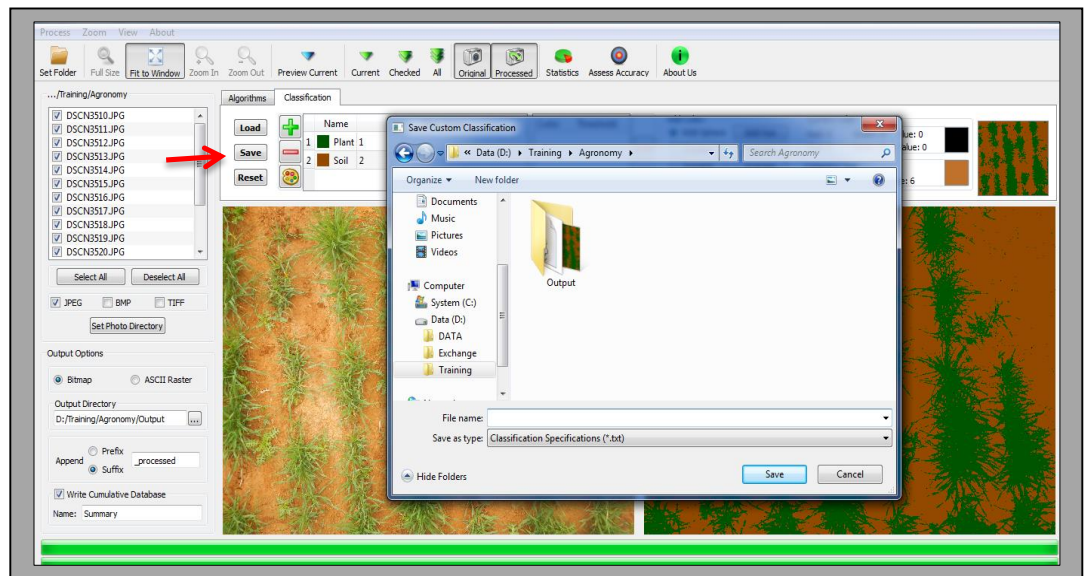 Process Zoom View About
Set Folder Full Size Fit to Window Zoom In Zoom Out Preview Current Current Checked All Original Processed Statistics Assess Accuracy About Us
.../Training/Agronomy
DSCN3510.JPG
DSCN3511.JPG
DSCN3512.JPG
DSCN3513.JPG
DSCN3514.JPG
DSCN3515.JPG
DSCN3516.JPG
DSCN3517.JPG
DSCN3518.JPG
DSCN3519.JPG
DSCN3520.JPG
Select All Deselect All
JPEG BMP TIFF
Set Photo Directory
Output Options
Bitmap ASCII Raster
Output Directory
D:/Training/Agronomy/Output ...
Append Prefix
Suffix
_processed
Write Cumulative Database
Name: Summary
Algorithms Classification
Load
Save
Reset
Name
1 Plant 1
2 Soil 2
Save Custom Classification
« Data (D:) Training Agronomy
Search Agronomy
Organize New folder
Documents
Music
Pictures
Videos
Computer
System (C:)
Data (D:)
DATA
Exchange
Training
Output
File name:
Save as type: Classification Specifications (*.txt)
Hide Folders
Save Cancel
lue: 0
alue: 0
e: 6